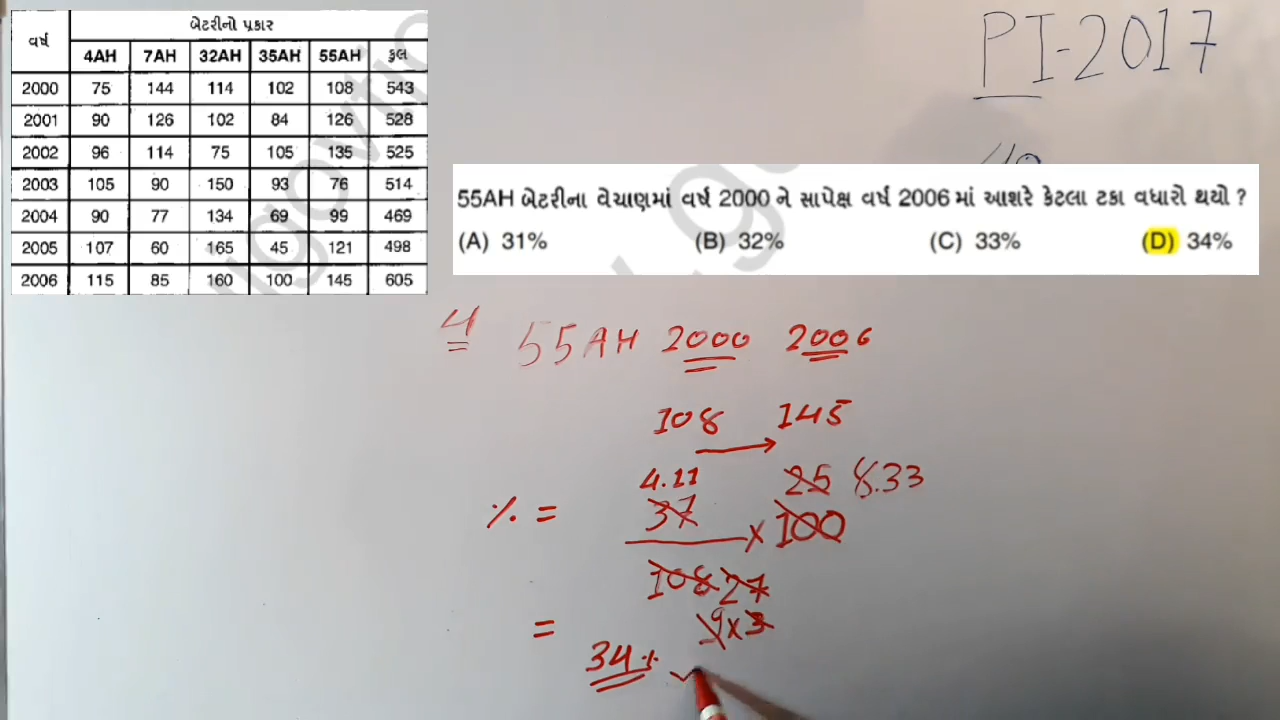 વર્ષ બેટરીનો પ્રકાર
4AH 7AH 32AH 35AH 55AH કુલ
2000 75 144 114 102 108 543
2001 90 126 102 84 126 528
2002 96 114 75 105 135 525
2003 105 90 150 93 76 514
2004 90 77 134 69 99 469
2005 107 60 165 45 121 498
2006 115 85 160 100 145 605
PI-2017
55AH બેટરીના વેચાણમાં વર્ષ 2000 ને સાપેક્ષ વર્ષ 2006 માં આશરે કેટલા ટકા વધારો થયો ?
(A) 31% (B) 32% (C) 33% (D) 34%
4 55AH 2000 2006
108 → 145
4.11 25 8.33
% = 37 × 100
108 27
= 9×3
34%